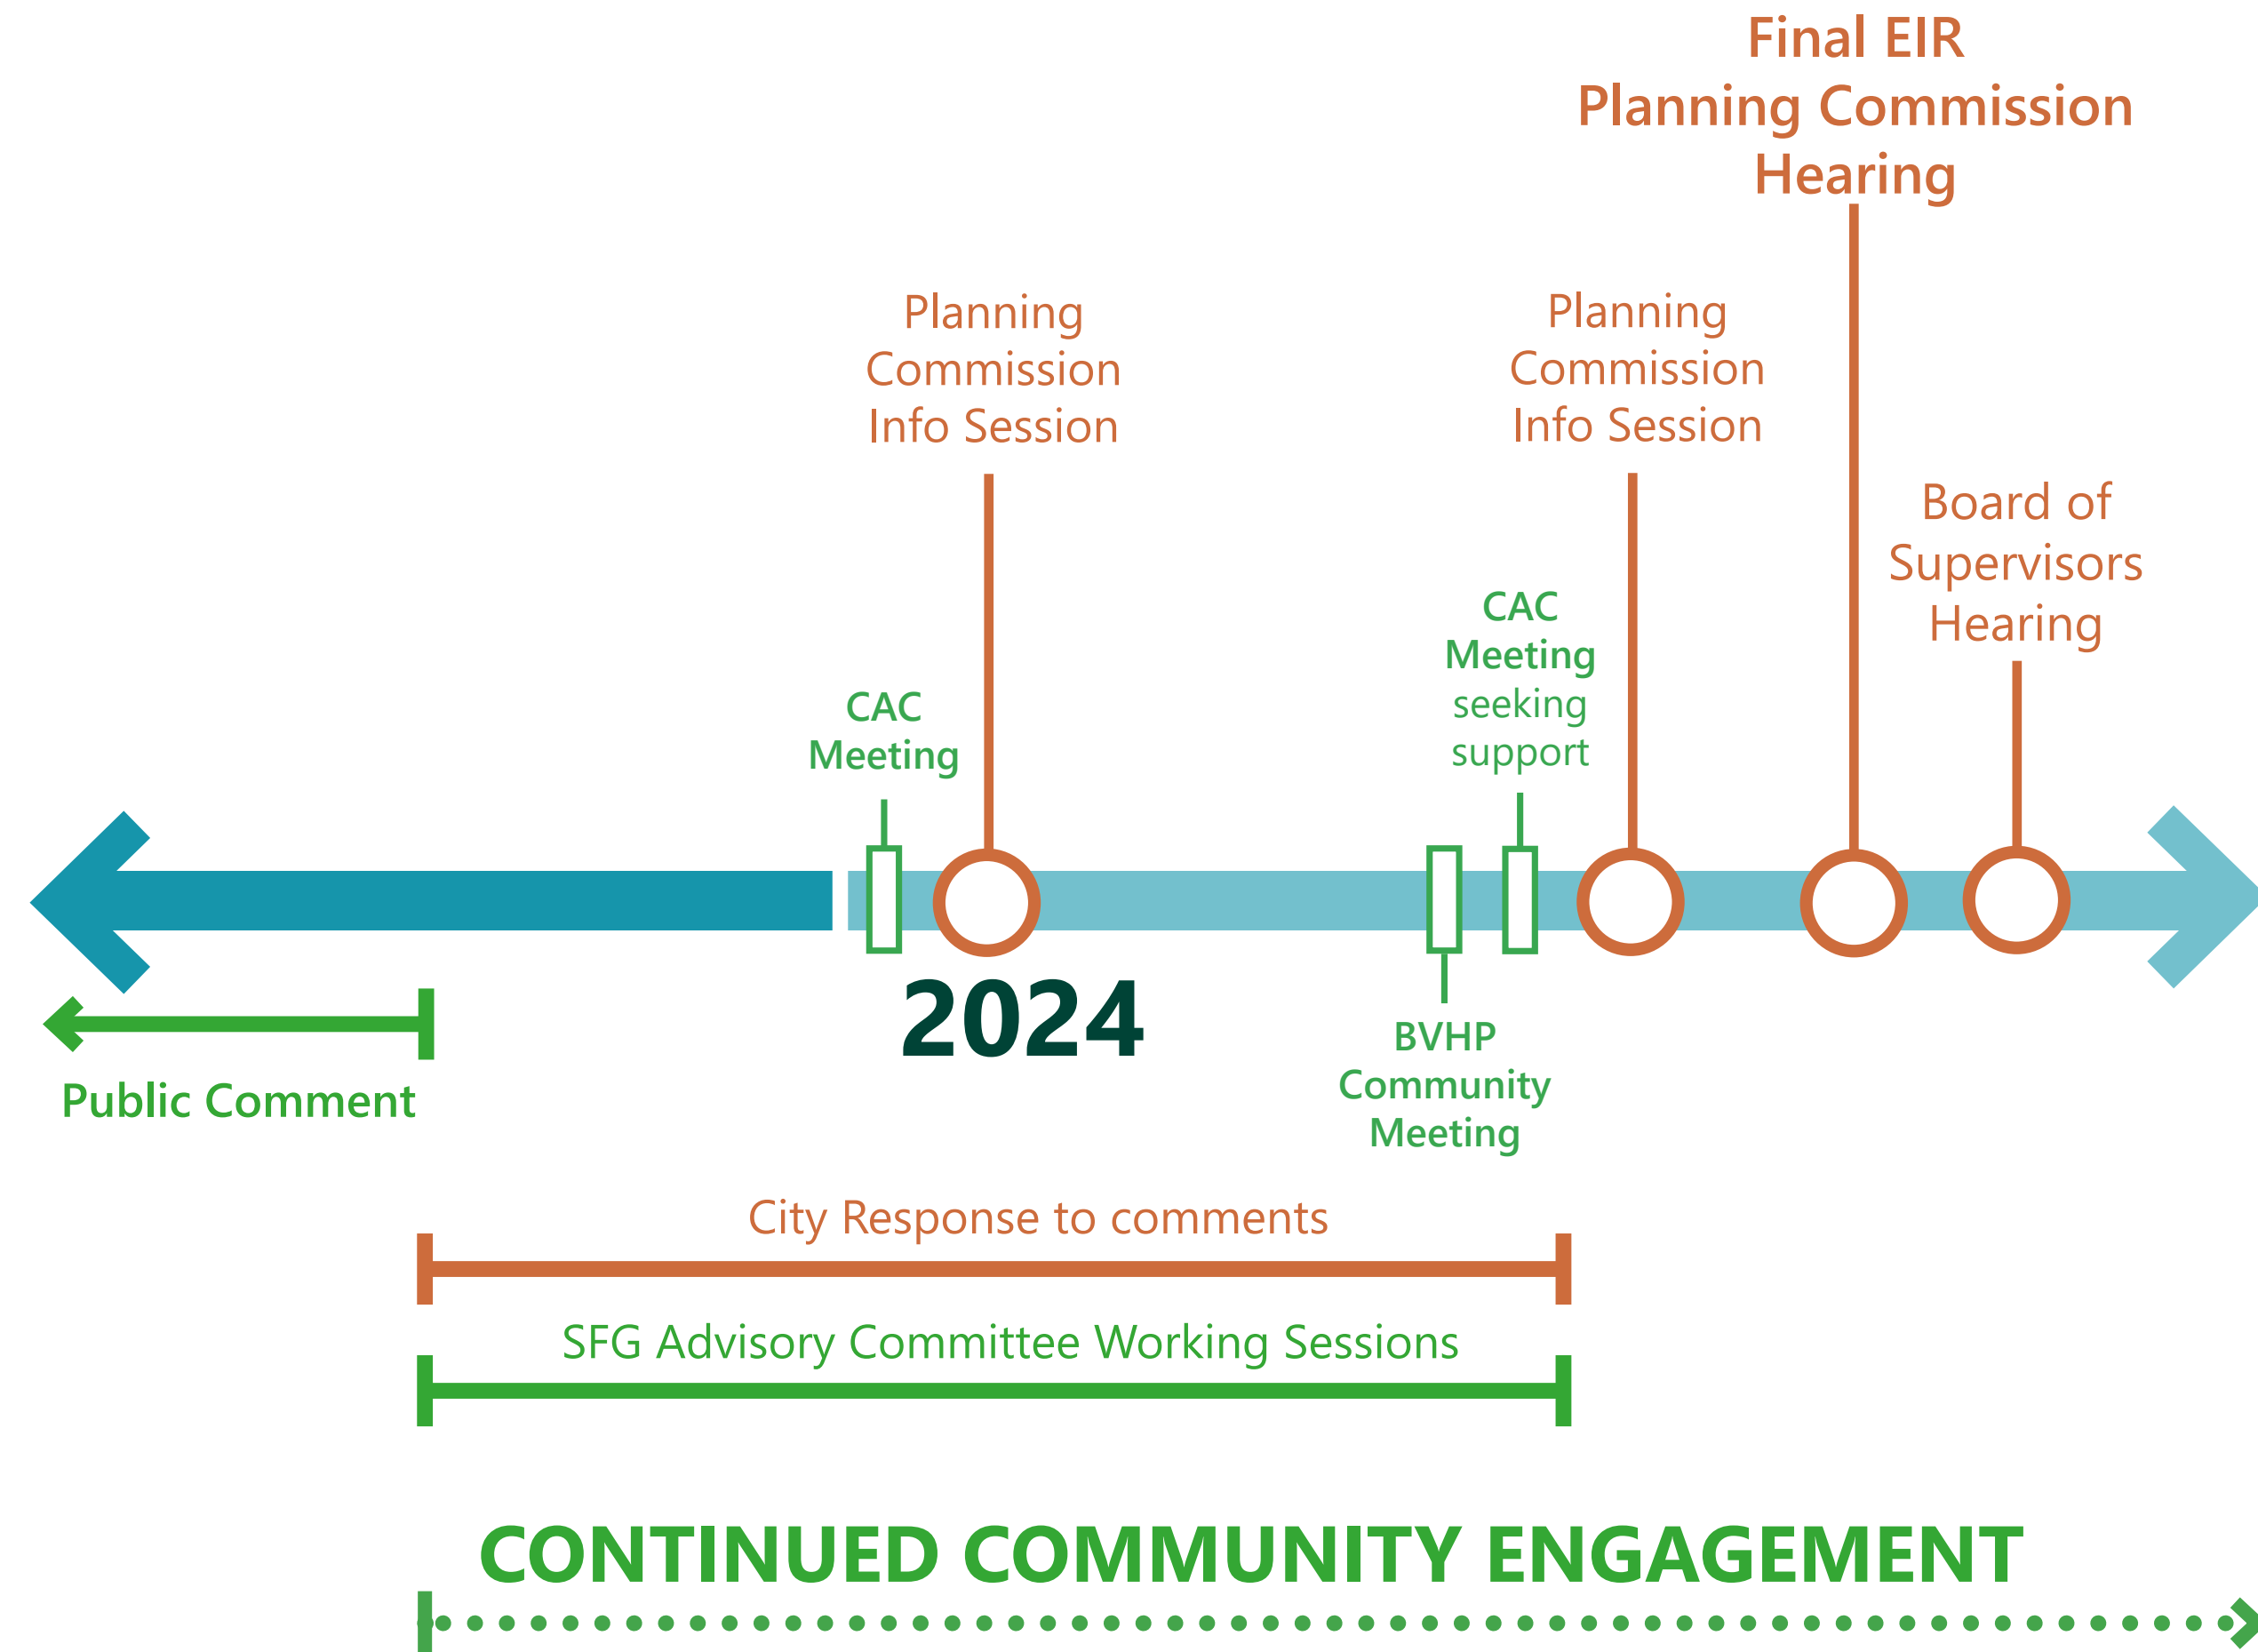 Final EIR
Planning Commission
Hearing
Planning
Commission
Info Session
Planning
Commission
Info Session
Board of
Supervisors
Hearing
CAC
Meeting
seeking
support
CAC
Meeting
2024
BVHP
Community
Meeting
Public Comment
City Response to comments
SFG Advisory Committee Working Sessions
CONTINUED COMMUNITY ENGAGEMENT